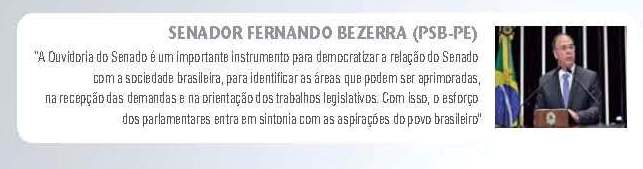 SENADOR FERNANDO BEZERRA (PSB-PE)
"A Ouvidoria do Senado é um importante instrumento para democratizar a relação do Senado
com a sociedade brasileira, para identificar as áreas que podem ser aprimoradas,
na recepção das demandas e na orientação dos trabalhos legislativos. Com isso, o esforço
dos parlamentares entra em sintonia com as aspirações do povo brasileiro"